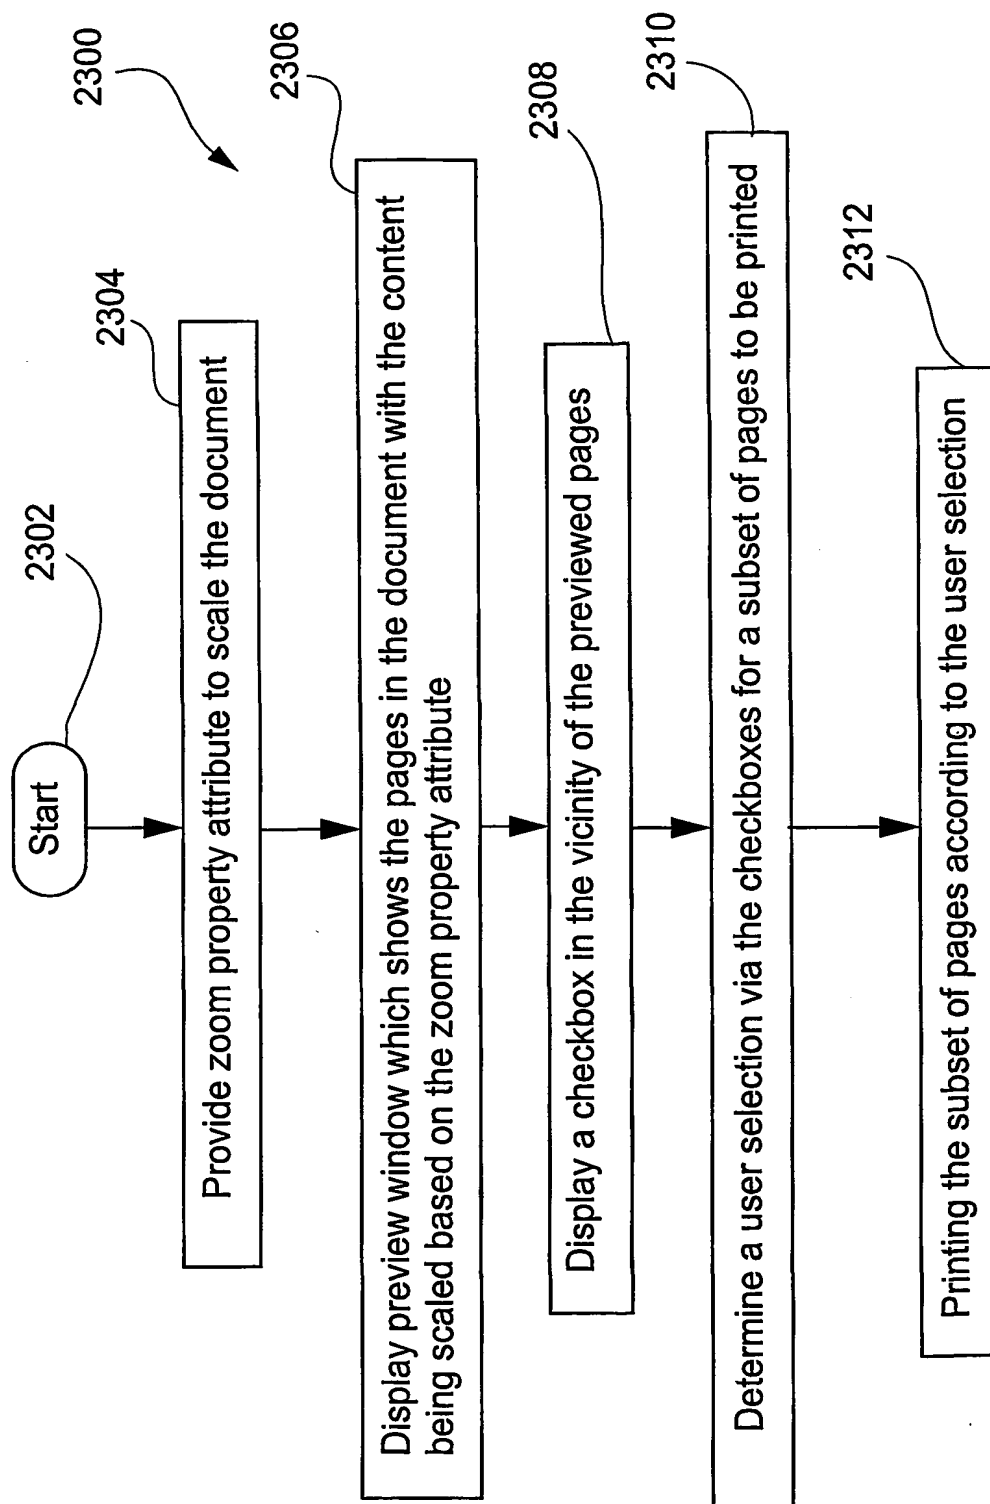 2300
Start
2302
Provide zoom property attribute to scale the document
2304
Display preview window which shows the pages in the document with the content
being scaled based on the zoom property attribute
2306
Display a checkbox in the vicinity of the previewed pages
2308
Determine a user selection via the checkboxes for a subset of pages to be printed
2310
Printing the subset of pages according to the user selection
2312